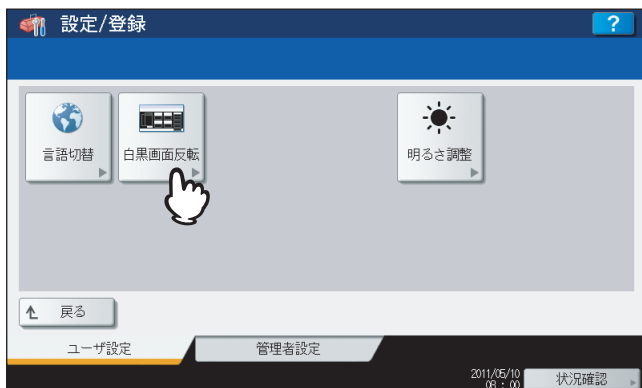 設定/登録
?
言語切替
白黒画面反転
明るさ調整
戻る
ユーザ設定
管理者設定
2011/05/10
08:00
状況確認